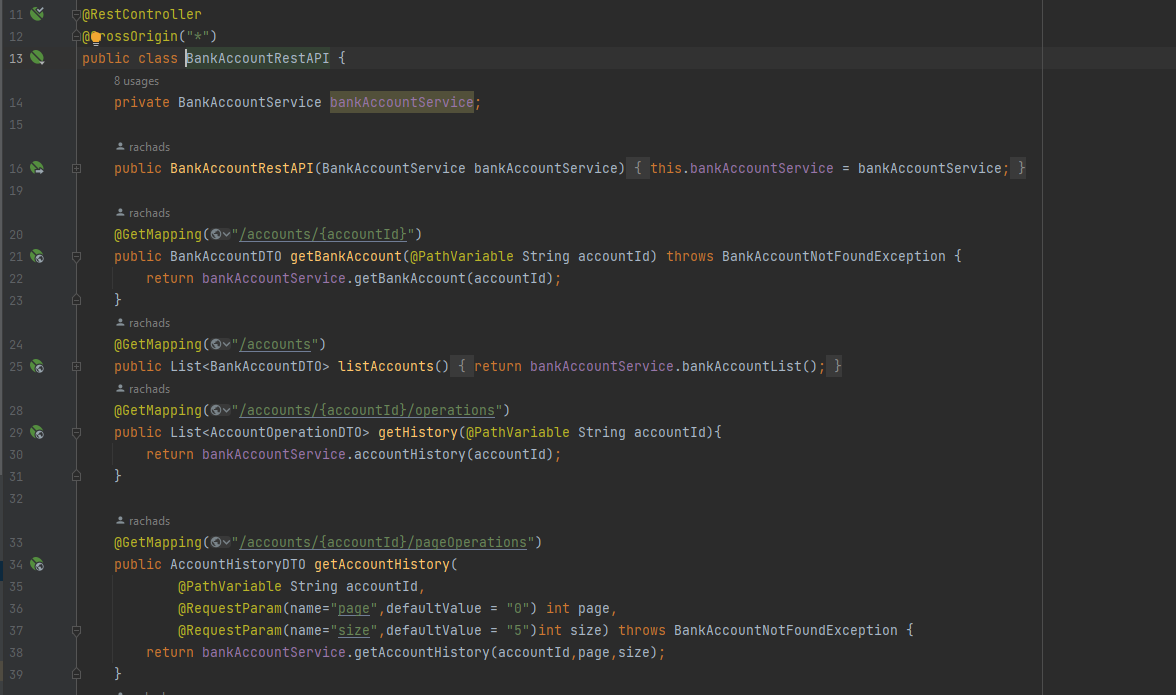 11 @RestController
12 @CrossOrigin("*")
13 public class BankAccountRestAPI {
8 usages
14 private BankAccountService bankAccountService;
15
rachads
16 public BankAccountRestAPI(BankAccountService bankAccountService) { this.bankAccountService = bankAccountService; }
19
rachads
20 @GetMapping("/accounts/{accountId}")
21 public BankAccountDTO getBankAccount(@PathVariable String accountId) throws BankAccountNotFoundException {
22 return bankAccountService.getBankAccount(accountId);
23 }
rachads
24 @GetMapping("/accounts")
25 public List<BankAccountDTO> listAccounts() { return bankAccountService.bankAccountList(); }
rachads
28 @GetMapping("/accounts/{accountId}/operations")
29 public List<AccountOperationDTO> getHistory(@PathVariable String accountId){
30 return bankAccountService.accountHistory(accountId);
31 }
32
rachads
33 @GetMapping("/accounts/{accountId}/pageOperations")
34 public AccountHistoryDTO getAccountHistory(
35 @PathVariable String accountId,
36 @RequestParam(name="page",defaultValue = "0") int page,
37 @RequestParam(name="size",defaultValue = "5")int size) throws BankAccountNotFoundException {
38 return bankAccountService.getAccountHistory(accountId,page,size);
39 }